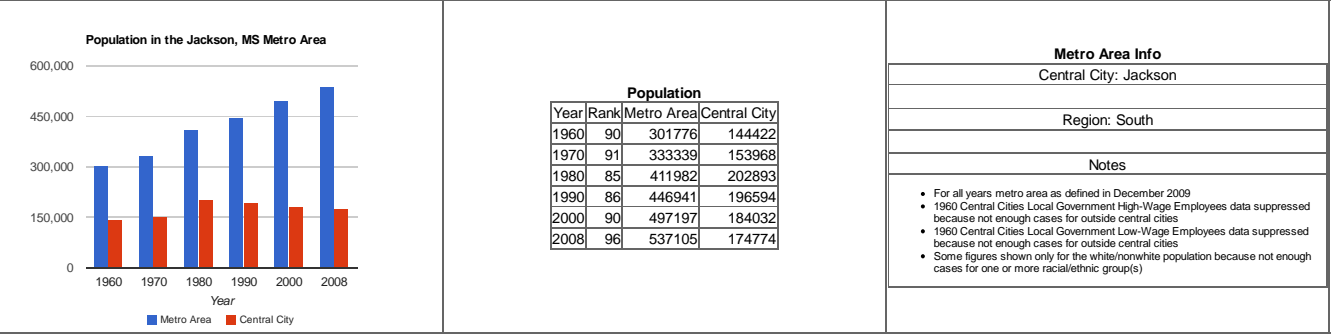 Population in the Jackson, MS Metro Area
600,000
450,000
300,000
150,000
0
1960 1970 1980 1990 2000 2008
Year
Metro Area Central City
Population
Year Rank Metro Area Central City
1960 90 301776 144422
1970 91 333339 153968
1980 85 411982 202893
1990 86 446941 196594
2000 90 497197 184032
2008 96 537105 174774
Metro Area Info
Central City: Jackson
Region: South
Notes
• For all years metro area as defined in December 2009
• 1960 Central Cities Local Government High-Wage Employees data suppressed
because not enough cases for outside central cities
• 1960 Central Cities Local Government Low-Wage Employees data suppressed
because not enough cases for outside central cities
• Some figures shown only for the white/nonwhite population because not enough
cases for one or more racial/ethnic group(s)